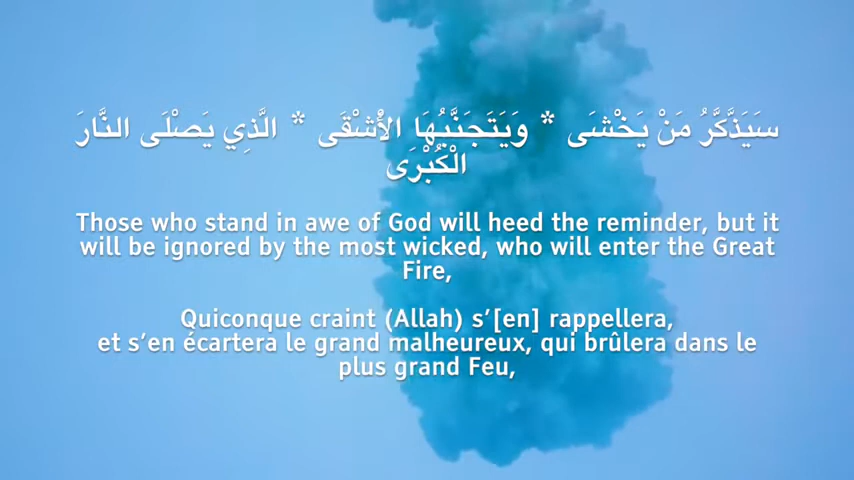 سَيَذَّكَّرُ مَنْ يَخْشَى * وَيَتَجَنَّبُهَا الأَشْقَى * الَّذِي يَصْلَى النَّارَ
الْكُبْرَى
Those who stand in awe of God will heed the reminder, but it
will be ignored by the most wicked, who will enter the Great
Fire,
Quiconque craint (Allah) s’[en] rappellera,
et s’en écartera le grand malheureux, qui brûlera dans le
plus grand Feu,